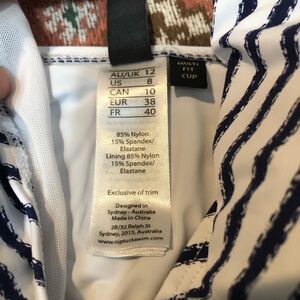 AU/UK 12
US 8
CAN 10
EUR 38
FR 40
MULTI
FIT
CUP
85% Nylon
15% Spandex/
Elastane
Lining 85% Nylon
15% Spandex/
Elastane
Exclusive of trim
Designed in
Sydney - Australia
Made in China
2B/32 Ralph St
Sydney, 2015, Australia
www.nipntuckswim.com